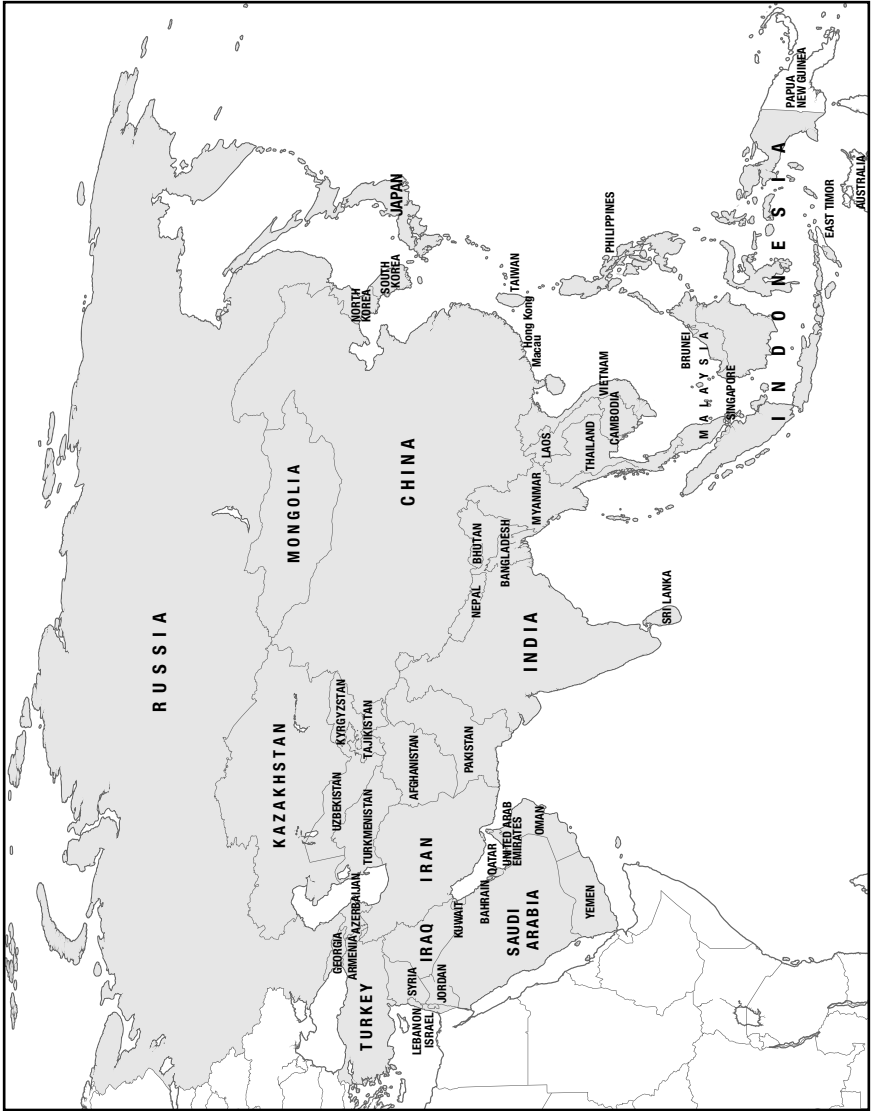 RUSSIA
KAZAKHSTAN
MONGOLIA
CHINA
GEORGIA
ARMENIA
AZERBAIJAN
TURKEY
UZBEKISTAN
TURKMENISTAN
KYRGYZSTAN
TAJIKISTAN
NORTH
KOREA
SOUTH
KOREA
JAPAN
LEBANON
ISRAEL
SYRIA
JORDAN
IRAQ
IRAN
AFGHANISTAN
PAKISTAN
KUWAIT
BAHRAIN
QATAR
UNITED ARAB
EMIRATES
OMAN
SAUDI
ARABIA
YEMEN
NEPAL
BHUTAN
BANGLADESH
INDIA
SRI LANKA
MYANMAR
LAOS
THAILAND
CAMBODIA
VIETNAM
Hong Kong
Macau
TAIWAN
PHILIPPINES
BRUNEI
MALAYSIA
SINGAPORE
INDONESIA
EAST TIMOR
PAPUA
NEW GUINEA
AUSTRALIA